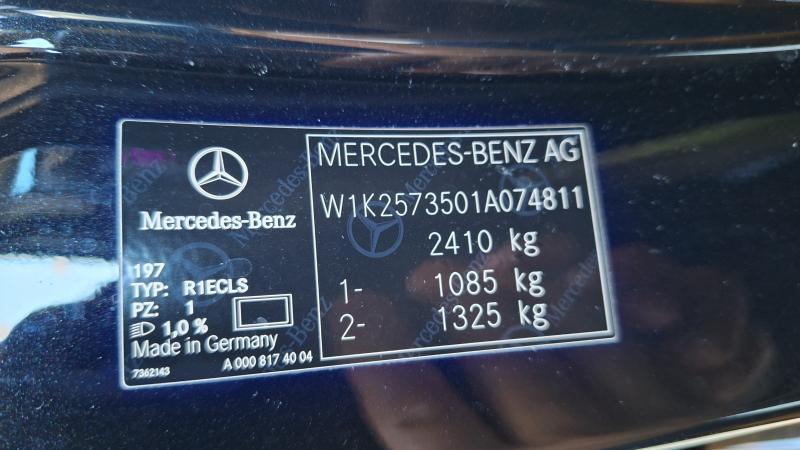 Mercedes-Benz
197
TYP: R1ECLS
PZ: 1
1,0 %
Made in Germany
7362143
A 000 817 40 04
MERCEDES-BENZ AG
W1K2573501A074811
2410 kg
1- 1085 kg
2- 1325 kg